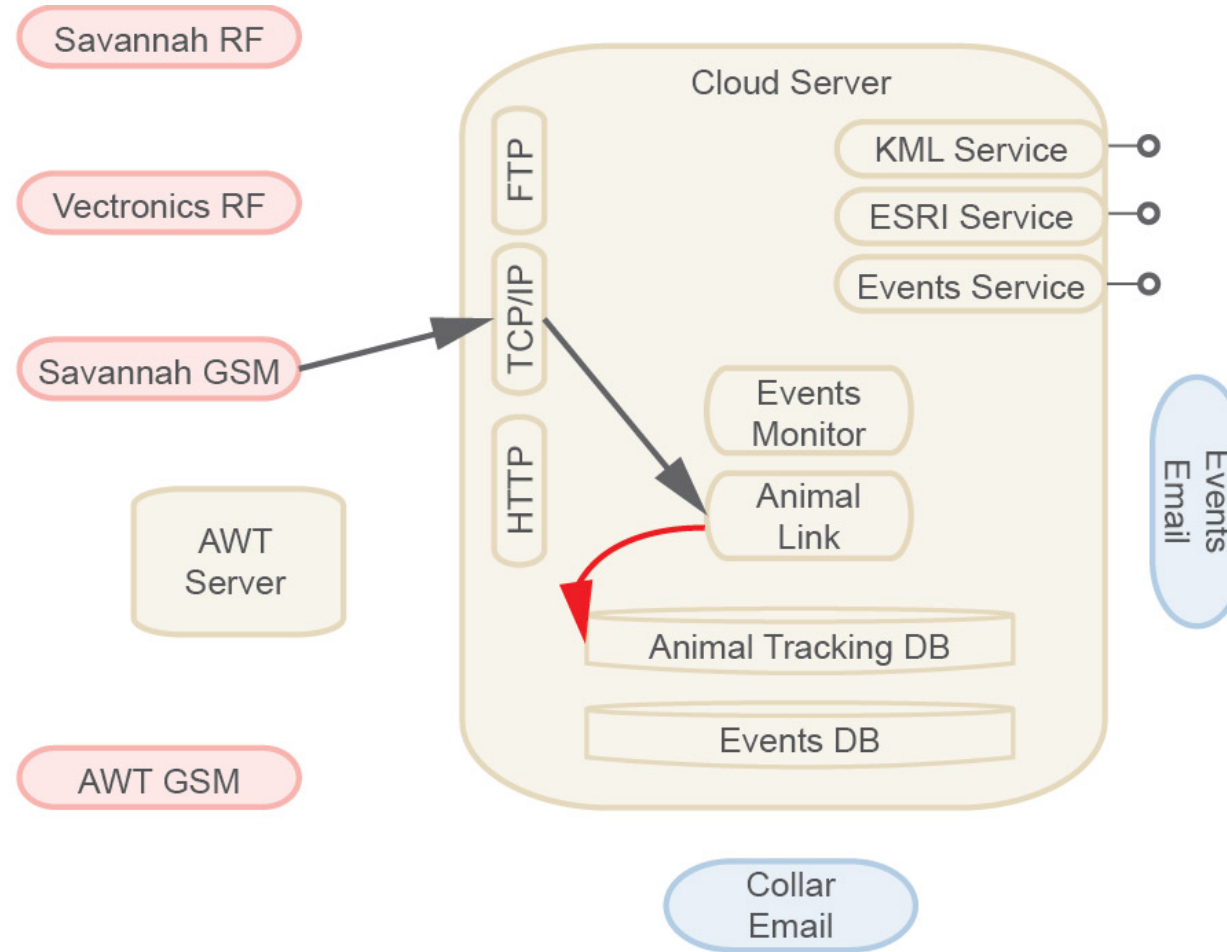 Savannah RF
Cloud Server
FTP
KML Service
Vectronics RF
ESRI Service
TCP/IP
Events Service
Savannah GSM
Events
Monitor
Events
Email
HTTP
Animal
Link
AWT
Server
Animal Tracking DB
Events DB
AWT GSM
Collar
Email